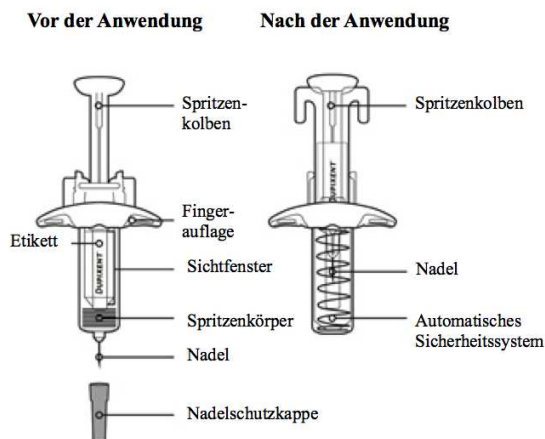 Vor der Anwendung
Nach der Anwendung
Spritzen-
kolben
Finger-
auflage
Etikett
Sichtfenster
DUPIXENT
Spritzenkörper
Nadel
Nadelschutzkappe
Spritzenkolben
DUPIXENT
Nadel
Automatisches
Sicherheitssystem